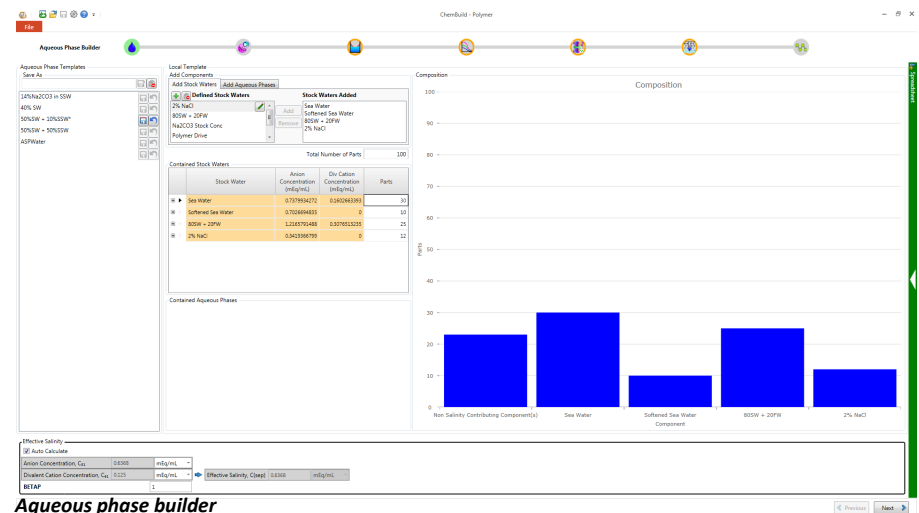 ChemBuild - Polymer
File
Aqueous Phase Builder
Aqueous Phase Templates
Save As
14%Na2CO3 in SSW
40% SW
50%SW + 10%SSW*
50%SW + 50%SSW
ASPWater
Local Template
Add Components
Add Stock Waters Add Aqueous Phases
Defined Stock Waters
2% NaCl
80SW + 20FW
Na2CO3 Stock Conc
Polymer Drive
Add
Remove
Stock Waters Added
Sea Water
Softened Sea Water
80SW + 20FW
2% NaCl
Total Number of Parts 100
Contained Stock Waters
Stock Water Anion Concentration (mEq/mL) Div Cation Concentration (mEq/mL) Parts
Sea Water 0.7379934272 0.1602663393 30
Softened Sea Water 0.7026694835 0 10
80SW + 20FW 1.2165791488 0.3076513235 25
2% NaCl 0.3419366799 0 12
Contained Aqueous Phases
Composition
Composition
100
90
80
70
60
50
40
30
20
10
0
Parts
Non Salinity Contributing Component(s) Sea Water Softened Sea Water 80SW + 20FW 2% NaCl
Component
Spreadsheet
Effective Salinity
Auto Calculate
Anion Concentration, C51 0.6368 mEq/mL
Divalent Cation Concentration, C61 0.125 mEq/mL Effective Salinity, C(sep) 0.6368 mEq/mL
BETAP 1
Previous Next
Aqueous phase builder